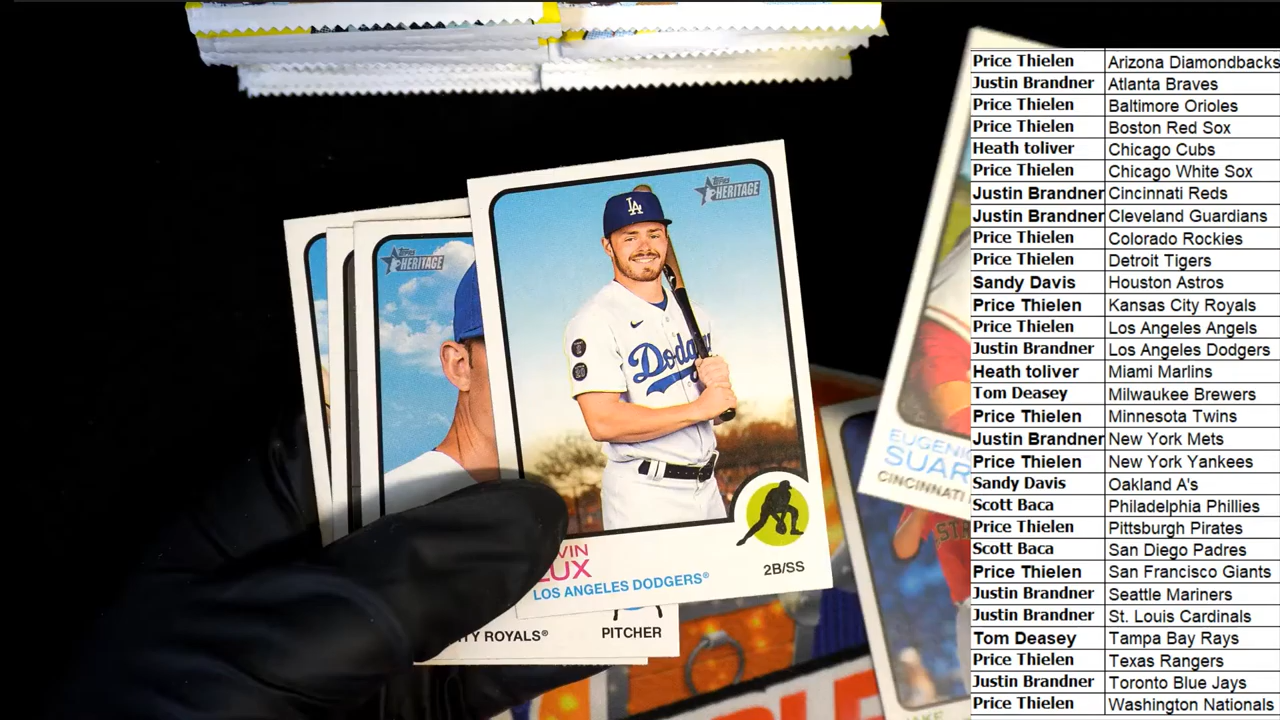 Topps
HERITAGE
LA
Dodg
VIN
LUX
LOS ANGELES DODGERS®
2B/SS
Topps
HERITAGE
TY ROYALS®
PITCHER
EUGENI
SUAR
CINCINNATI
Price Thielen Arizona Diamondbacks
Justin Brandner Atlanta Braves
Price Thielen Baltimore Orioles
Price Thielen Boston Red Sox
Heath toliver Chicago Cubs
Price Thielen Chicago White Sox
Justin Brandner Cincinnati Reds
Justin Brandner Cleveland Guardians
Price Thielen Colorado Rockies
Price Thielen Detroit Tigers
Sandy Davis Houston Astros
Price Thielen Kansas City Royals
Price Thielen Los Angeles Angels
Justin Brandner Los Angeles Dodgers
Heath toliver Miami Marlins
Tom Deasey Milwaukee Brewers
Price Thielen Minnesota Twins
Justin Brandner New York Mets
Price Thielen New York Yankees
Sandy Davis Oakland A's
Scott Baca Philadelphia Phillies
Price Thielen Pittsburgh Pirates
Scott Baca San Diego Padres
Price Thielen San Francisco Giants
Justin Brandner Seattle Mariners
Justin Brandner St. Louis Cardinals
Tom Deasey Tampa Bay Rays
Price Thielen Texas Rangers
Justin Brandner Toronto Blue Jays
Price Thielen Washington Nationals